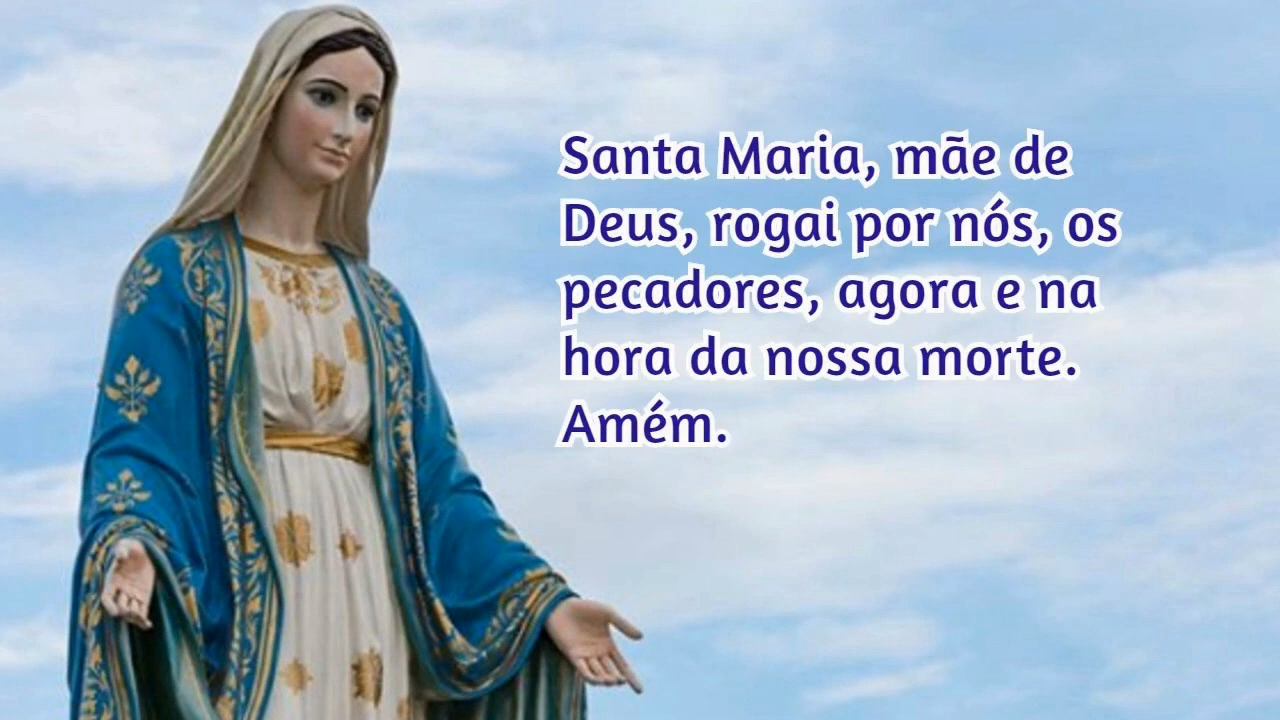 Santa Maria, mãe de
Deus, rogai por nós, os
pecadores, agora e na
hora da nossa morte.
Amém.